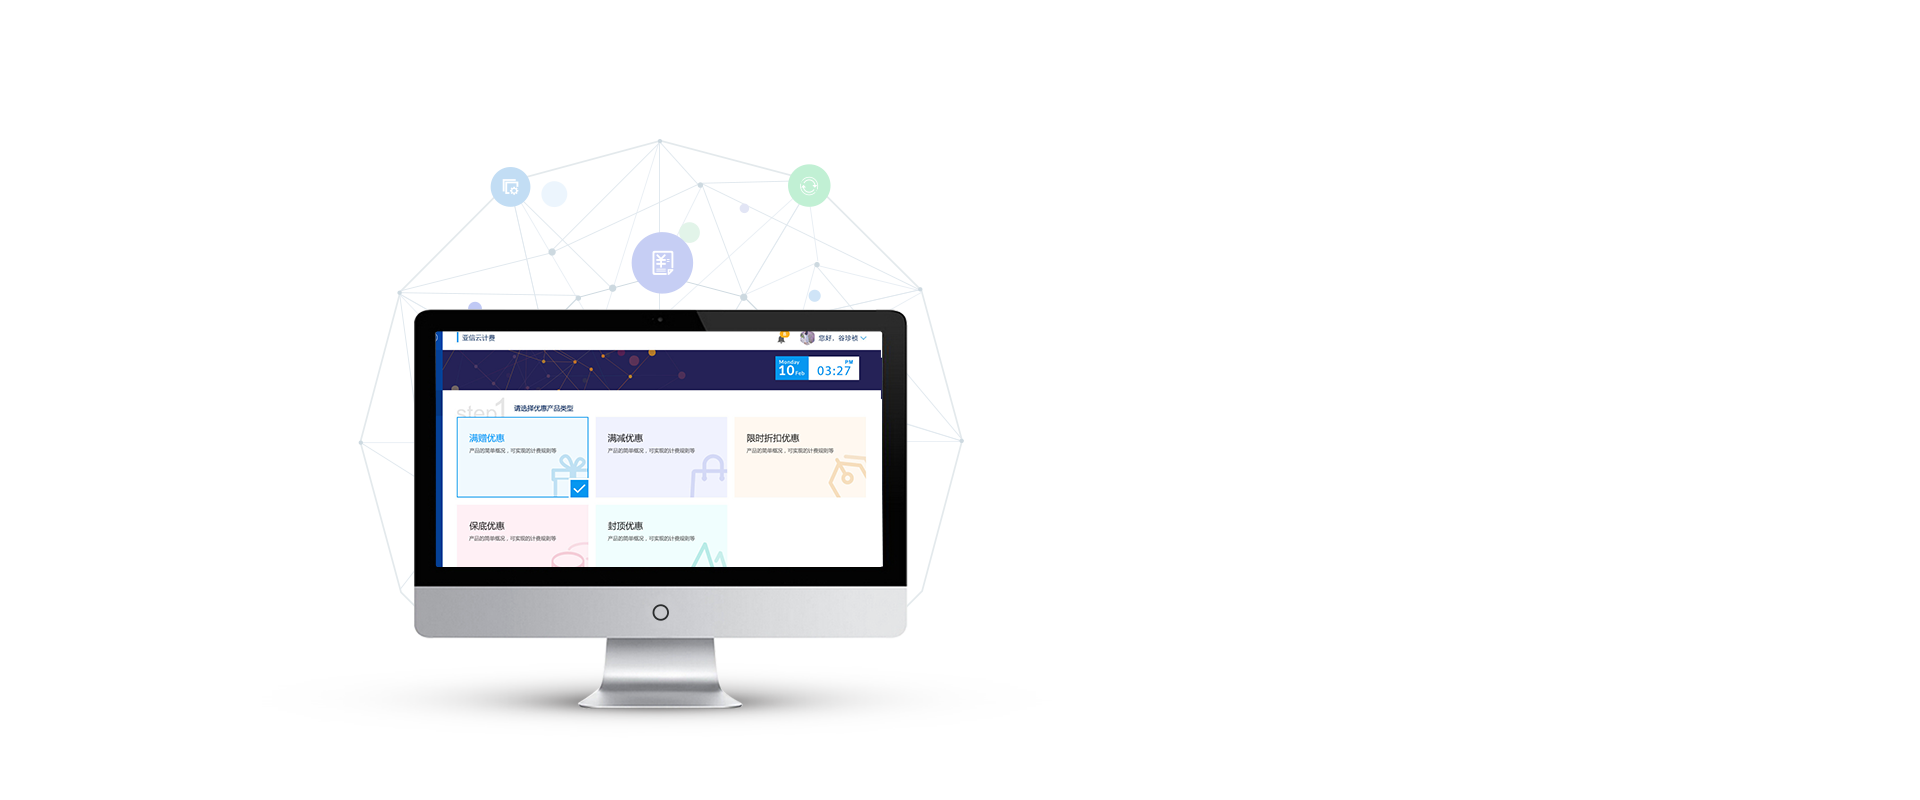 亚信云计费
您好，谷珍桢
Monday
10 Feb
PM
03:27
step1
请选择优惠产品类型
满赠优惠
产品的简单概况，可实现的计费规则等
满减优惠
产品的简单概况，可实现的计费规则等
限时折扣优惠
产品的简单概况，可实现的计费规则等
保底优惠
产品的简单概况，可实现的计费规则等
封顶优惠
产品的简单概况，可实现的计费规则等